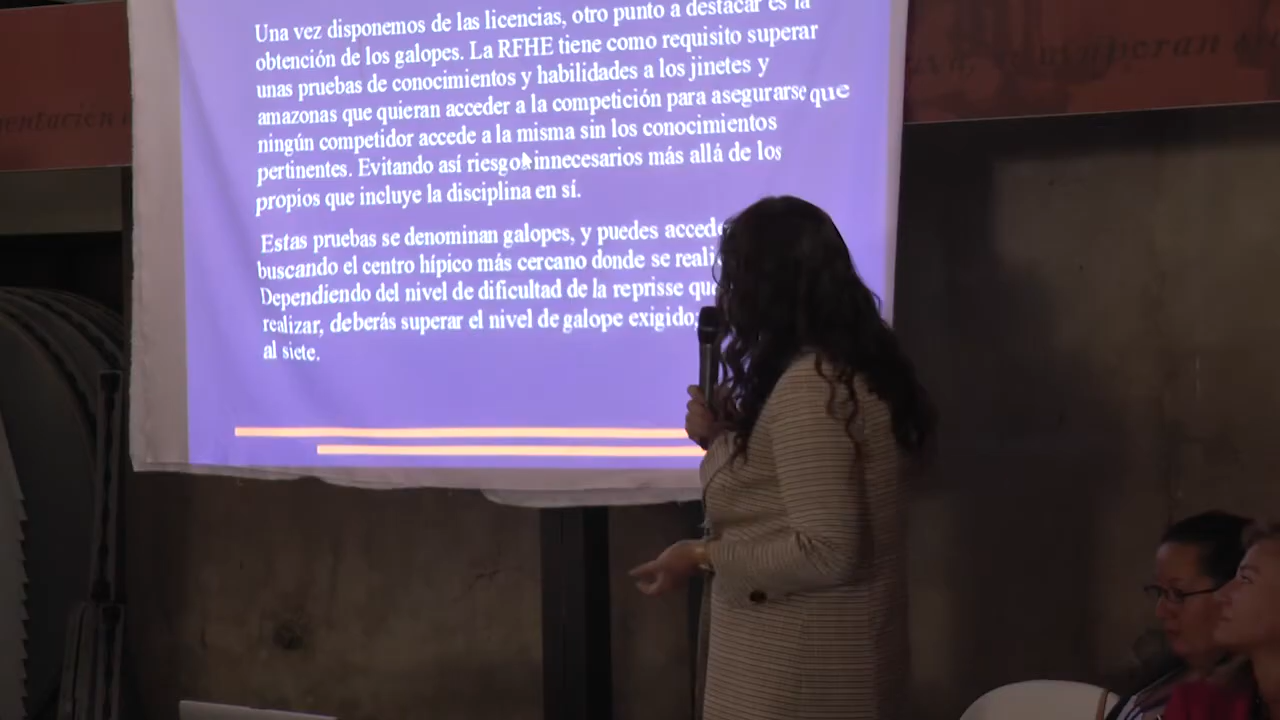 Una vez disponemos de las licencias, otro punto a destacar es la
obtención de los galopes. La RFHE tiene como requisito superar
unas pruebas de conocimientos y habilidades a los jinetes y
amazonas que quieran acceder a la competición para asegurarse que
ningún competidor accede a la misma sin los conocimientos
pertinentes. Evitando así riesgos innecesarios más allá de los
propios que incluye la disciplina en sí.
Estas pruebas se denominan galopes, y puedes
buscando el centro hípico más cercano donde se
Dependiendo del nivel de dificultad de la reprisse
realizar, deberás superar el nivel de galope exigido;
al siete.